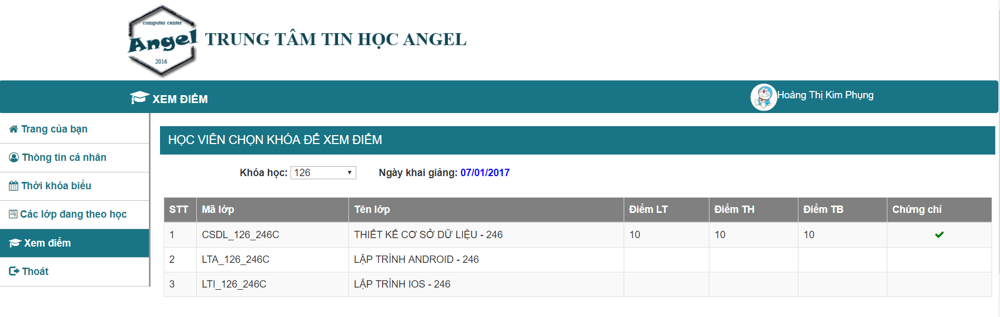 computer center
Angel
2016
TRUNG TÂM TIN HỌC ANGEL
XEM ĐIỂM
Hoàng Thị Kim Phụng
Trang của bạn
Thông tin cá nhân
Thời khóa biểu
Các lớp đang theo học
Xem điểm
Thoát
HỌC VIÊN CHỌN KHÓA ĐỂ XEM ĐIỂM
Khóa học: 126 Ngày khai giảng: 07/01/2017
STT Mã lớp Tên lớp Điểm LT Điểm TH Điểm TB Chứng chỉ
1 CSDL_126_246C THIẾT KẾ CƠ SỞ DỮ LIỆU - 246 10 10 10
2 LTA_126_246C LẬP TRÌNH ANDROID - 246
3 LTI_126_246C LẬP TRÌNH IOS - 246